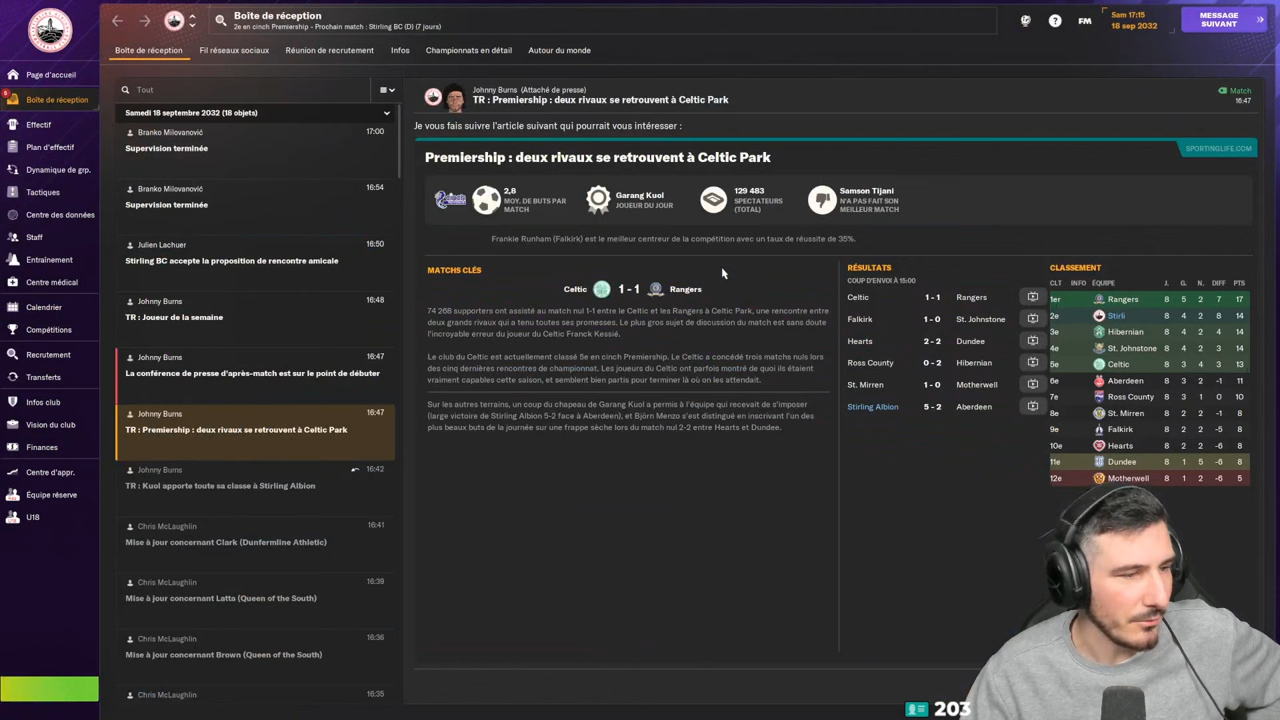 Boîte de réception
2e en cinch Premiership - Prochain match : Stirling BC (D) (7 jours)
FM
Sam 17:15
18 sep 2032
MESSAGE SUIVANT
Boîte de réception
Fil réseaux sociaux
Réunion de recrutement
Infos
Championnats en détail
Autour du monde
Page d'accueil
Boîte de réception
Effectif
Plan d'effectif
Dynamique de grp.
Tactiques
Centre des données
Staff
Entraînement
Centre médical
Calendrier
Compétitions
Recrutement
Transferts
Infos club
Vision du club
Finances
Centre d'appr.
Équipe réserve
U18
Tout
Samedi 18 septembre 2032 (18 objets)
Branko Milovanović 17:00
Supervision terminée
Branko Milovanović 16:54
Supervision terminée
Julien Lachuer 16:50
Stirling BC accepte la proposition de rencontre amicale
Johnny Burns 16:48
TR : Joueur de la semaine
Johnny Burns 16:47
La conférence de presse d'après-match est sur le point de débuter
Johnny Burns 16:47
TR : Premiership : deux rivaux se retrouvent à Celtic Park
Johnny Burns 16:42
TR : Kuol apporte toute sa classe à Stirling Albion
Chris McLaughlin 16:41
Mise à jour concernant Clark (Dunfermline Athletic)
Chris McLaughlin 16:39
Mise à jour concernant Latta (Queen of the South)
Chris McLaughlin 16:36
Mise à jour concernant Brown (Queen of the South)
Chris McLaughlin 16:35
Johnny Burns (Attaché de presse)
TR : Premiership : deux rivaux se retrouvent à Celtic Park
Match
16:47
Je vous fais suivre l'article suivant qui pourrait vous intéresser :
SPORTINGLIFE.COM
Premiership : deux rivaux se retrouvent à Celtic Park
2,8
MOY. DE BUTS PAR MATCH
Garang Kuol
JOUEUR DU JOUR
129 483
SPECTATEURS (TOTAL)
Samson Tijani
N'A PAS FAIT SON MEILLEUR MATCH
Frankie Runham (Falkirk) est le meilleur centreur de la compétition avec un taux de réussite de 35%.
MATCHS CLÉS
Celtic 1 - 1 Rangers
74 268 supporters ont assisté au match nul 1-1 entre le Celtic et les Rangers à Celtic Park, une rencontre entre
deux grands rivaux qui a tenu toutes ses promesses. Le plus gros sujet de discussion du match est sans doute
l'incroyable erreur du joueur du Celtic Franck Kessié.
Le club du Celtic est actuellement classé 5e en cinch Premiership. Le Celtic a concédé trois matchs nuls lors
des cinq dernières rencontres de championnat. Les joueurs du Celtic ont parfois montré de quoi ils étaient
vraiment capables cette saison, et semblent bien partis pour terminer là où on les attendait.
Sur les autres terrains, un coup du chapeau de Garang Kuol a permis à l'équipe qui recevait de s'imposer
(large victoire de Stirling Albion 5-2 face à Aberdeen), et Björn Menzo s'est distingué en inscrivant l'un des
plus beaux buts de la journée sur une frappe sèche lors du match nul 2-2 entre Hearts et Dundee.
RÉSULTATS
COUP D'ENVOI À 15:00
Celtic 1 - 1 Rangers
Falkirk 1 - 0 St. Johnstone
Hearts 2 - 2 Dundee
Ross County 0 - 2 Hibernian
St. Mirren 1 - 0 Motherwell
Stirling Albion 5 - 2 Aberdeen
CLASSEMENT
CLT INFO ÉQUIPE J. G. N. DIFF PTS
1er Rangers 8 5 2 7 17
2e Stirli 8 4 2 8 14
3e Hibernian 8 4 2 4 14
4e St. Johnstone 8 4 2 3 14
5e Celtic 8 3 4 3 13
6e Aberdeen 8 3 2 -1 11
7e Ross County 8 3 1 0 10
8e St. Mirren 8 2 2 -1 8
9e Falkirk 8 2 2 -5 8
10e Hearts 8 2 2 -6 8
11e Dundee 8 1 5 -6 8
12e Motherwell 8 1 2 -6 5
203